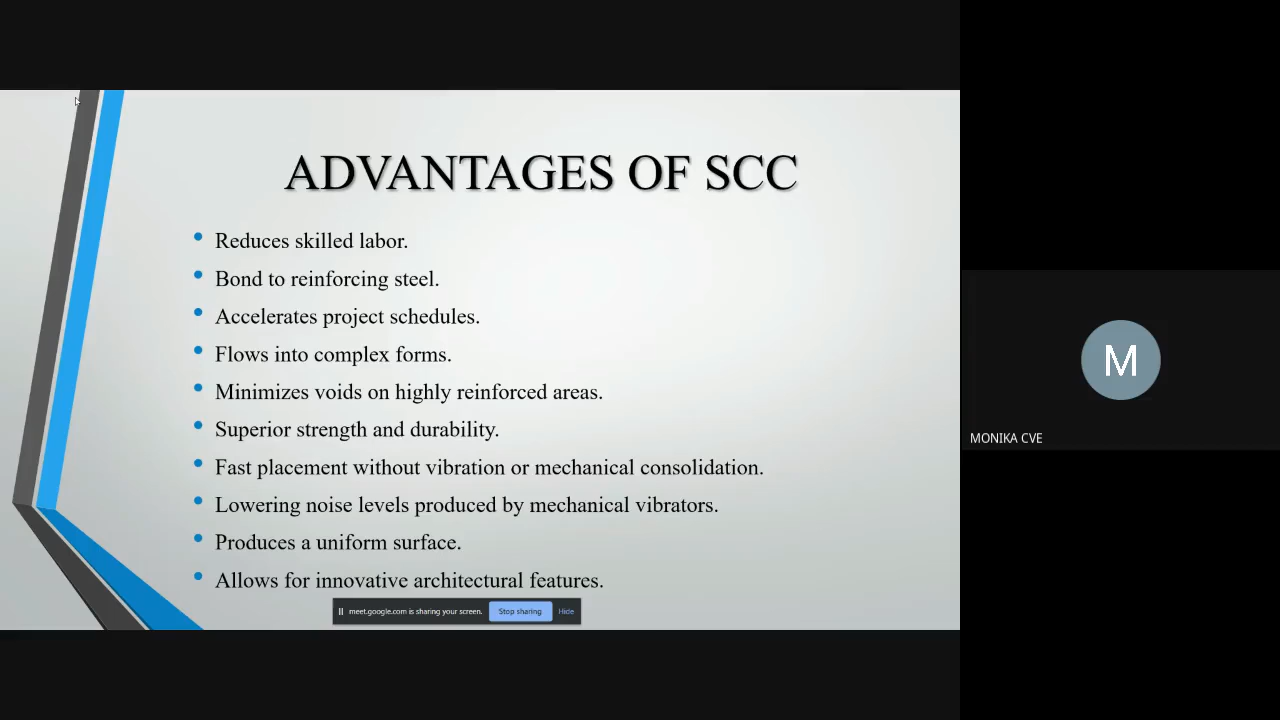 ADVANTAGES OF SCC
• Reduces skilled labor.
• Bond to reinforcing steel.
• Accelerates project schedules.
• Flows into complex forms.
• Minimizes voids on highly reinforced areas.
• Superior strength and durability.
• Fast placement without vibration or mechanical consolidation.
• Lowering noise levels produced by mechanical vibrators.
• Produces a uniform surface.
• Allows for innovative architectural features.
meet.google.com is sharing your screen. Stop sharing Hide
M
MONIKA CVE